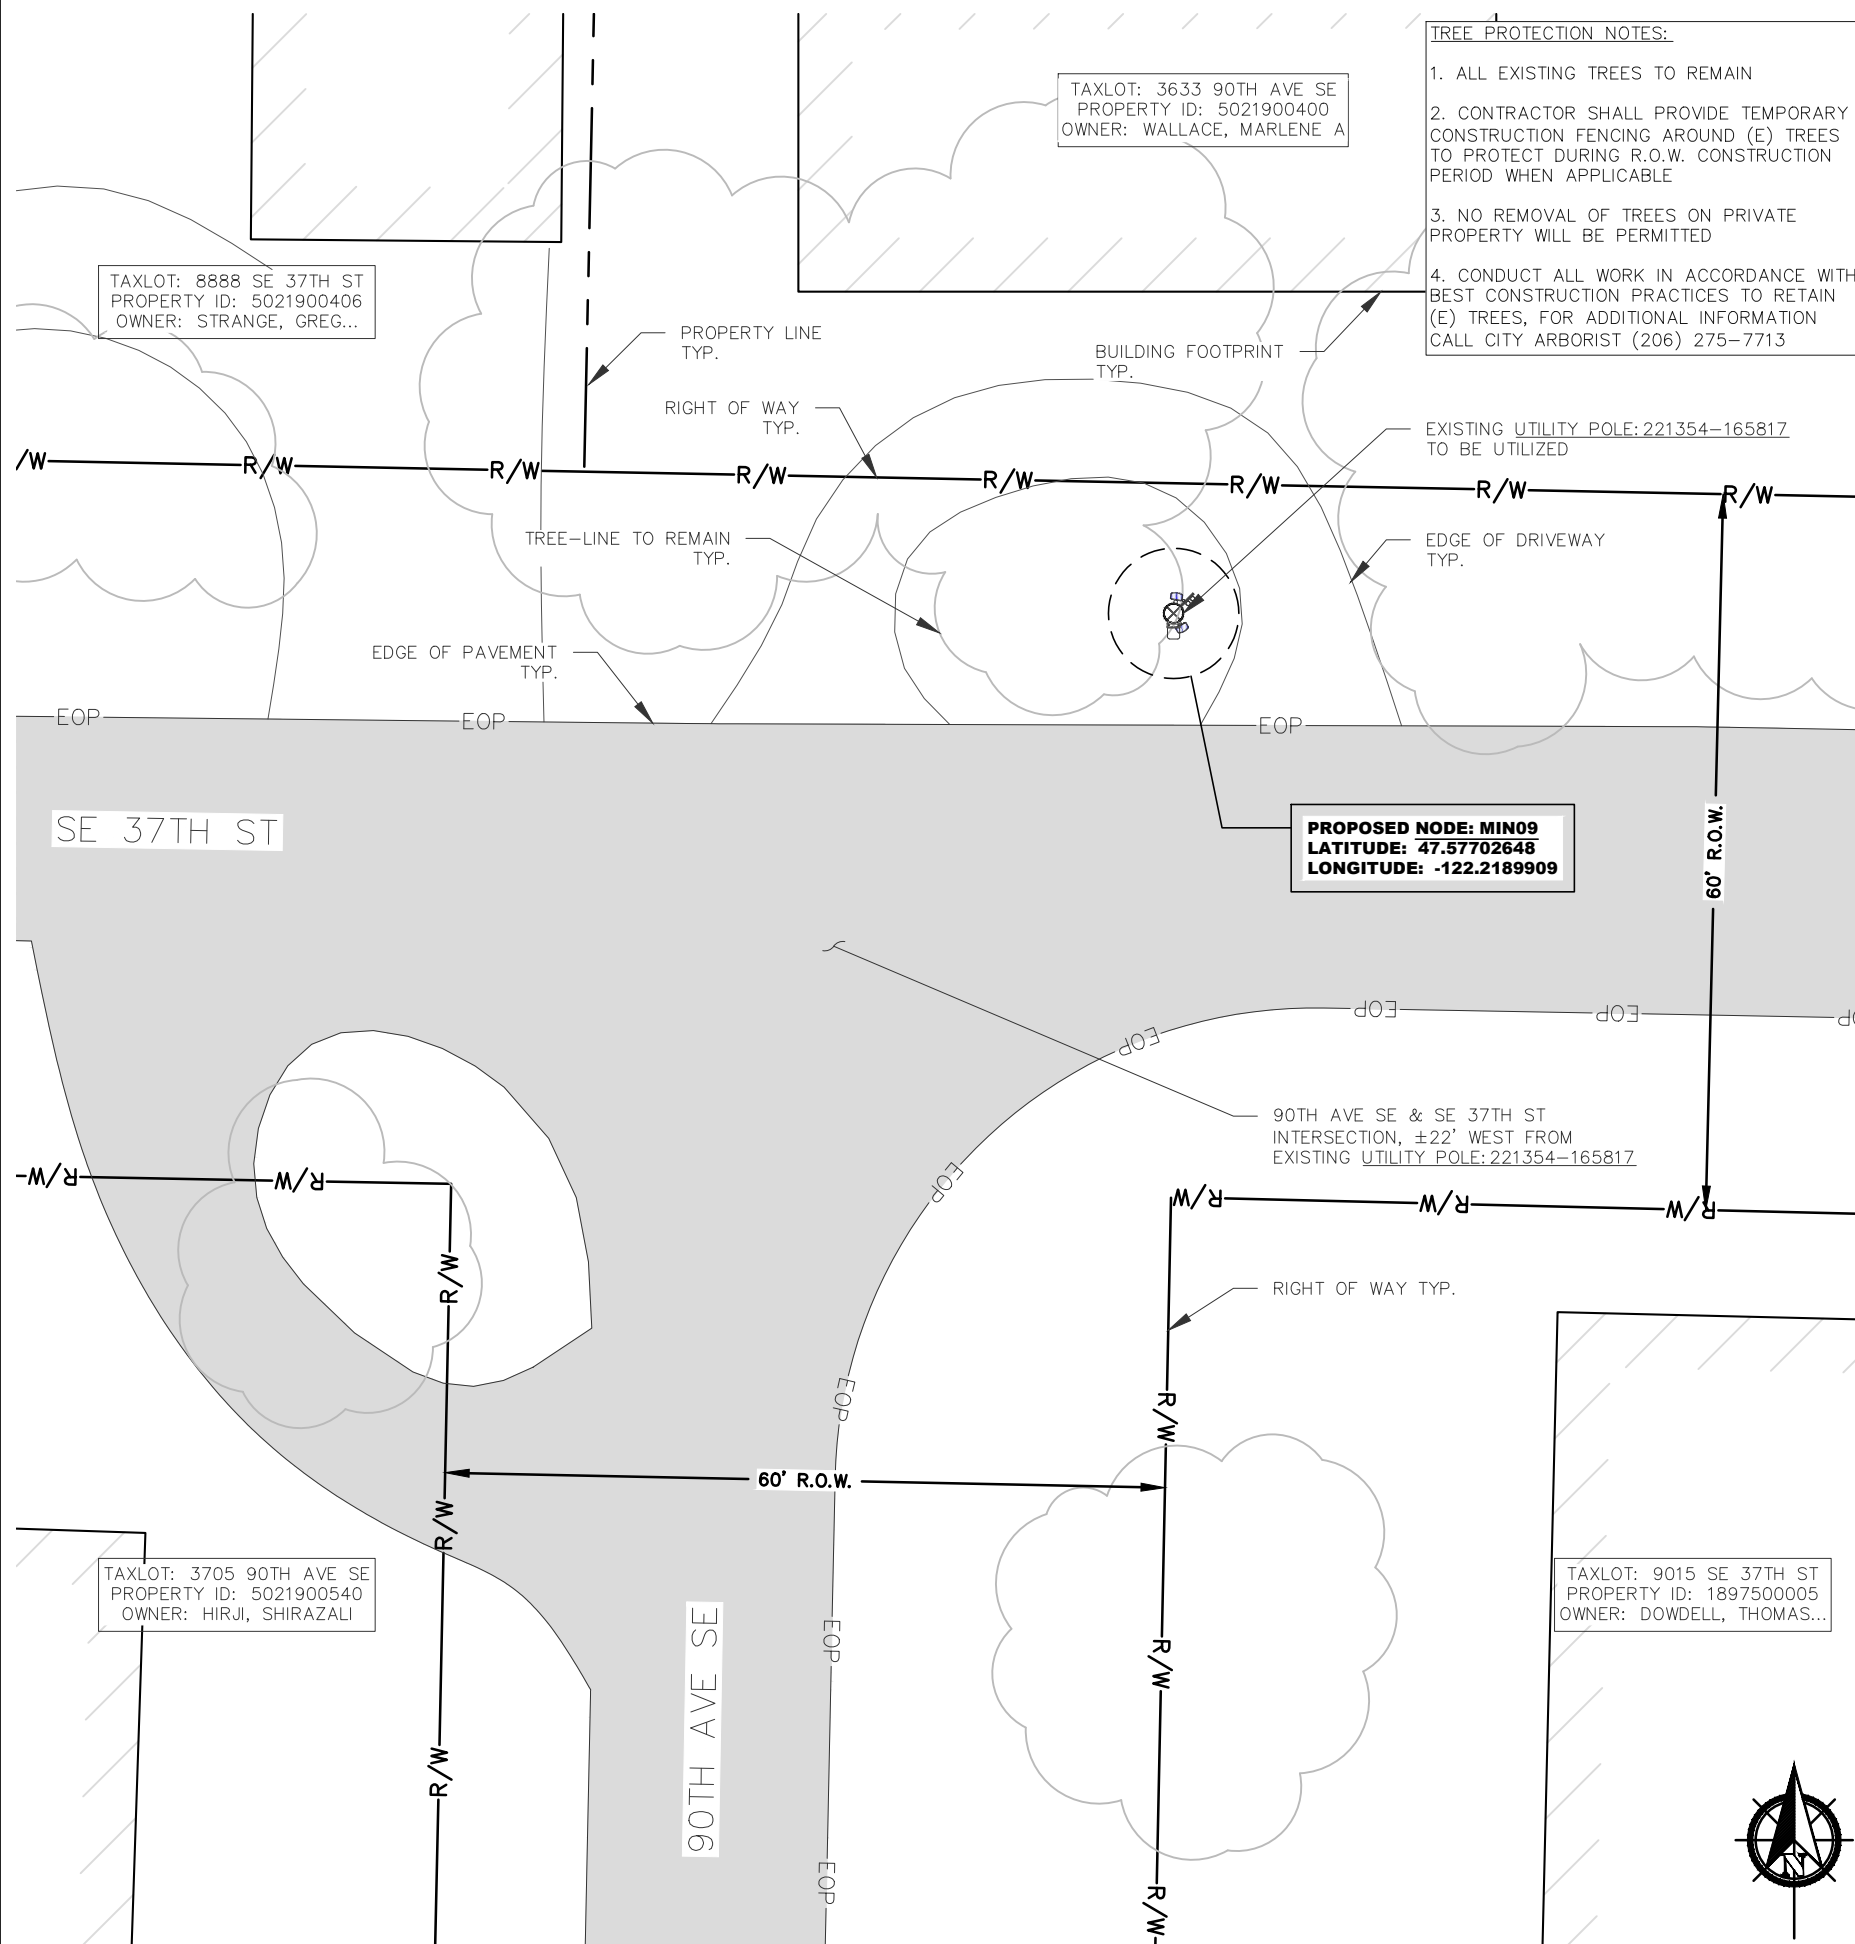 TREE PROTECTION NOTES:
1. ALL EXISTING TREES TO REMAIN
2. CONTRACTOR SHALL PROVIDE TEMPORARY
CONSTRUCTION FENCING AROUND (E) TREES
TO PROTECT DURING R.O.W. CONSTRUCTION
PERIOD WHEN APPLICABLE
3. NO REMOVAL OF TREES ON PRIVATE
PROPERTY WILL BE PERMITTED
4. CONDUCT ALL WORK IN ACCORDANCE WITH
BEST CONSTRUCTION PRACTICES TO RETAIN
(E) TREES, FOR ADDITIONAL INFORMATION
CALL CITY ARBORIST (206) 275-7713
TAXLOT: 3633 90TH AVE SE
PROPERTY ID: 5021900400
OWNER: WALLACE, MARLENE A
TAXLOT: 8888 SE 37TH ST
PROPERTY ID: 5021900406
OWNER: STRANGE, GREG...
PROPERTY LINE
TYP.
BUILDING FOOTPRINT
TYP.
RIGHT OF WAY
TYP.
EXISTING UTILITY POLE: 221354-165817
TO BE UTILIZED
/W
R/W
R/W
R/W
R/W
R/W
R/W
R/W
TREE-LINE TO REMAIN
TYP.
EDGE OF DRIVEWAY
TYP.
EDGE OF PAVEMENT
TYP.
EOP
EOP
EOP
SE 37TH ST
PROPOSED NODE: MIN09
LATITUDE: 47.57702648
LONGITUDE: -122.2189909
60' R.O.W.
EOP
EOP
EOP
EOP
90TH AVE SE & SE 37TH ST
INTERSECTION, ±22' WEST FROM
EXISTING UTILITY POLE: 221354-165817
EOP
R/W
R/W
R/W
R/W
R/W
R/W
RIGHT OF WAY TYP.
EOP
R/W
60' R.O.W.
R/W
TAXLOT: 3705 90TH AVE SE
PROPERTY ID: 5021900540
OWNER: HIRJI, SHIRAZALI
TAXLOT: 9015 SE 37TH ST
PROPERTY ID: 1897500005
OWNER: DOWDELL, THOMAS...
90TH AVE SE
EOP
R/W
R/W
EOP
R/W
N